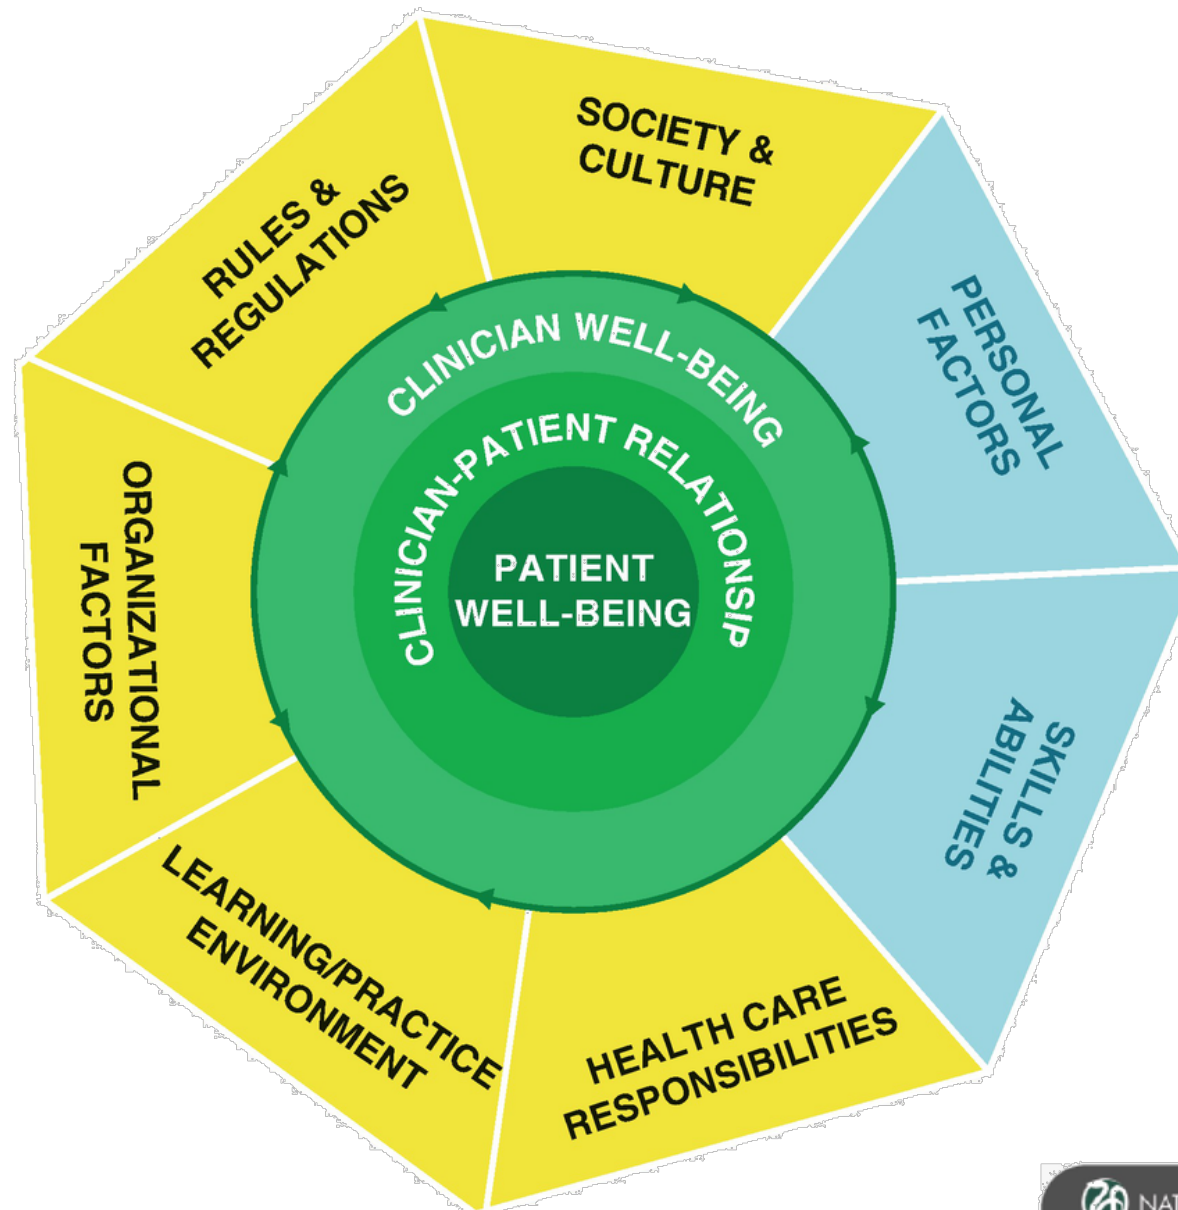 SOCIETY &
CULTURE
PERSONAL
FACTORS
SKILLS &
ABILITIES
HEALTH CARE
RESPONSIBILITIES
LEARNING/PRACTICE
ENVIRONMENT
ORGANIZATIONAL
FACTORS
RULES &
REGULATIONS
CLINICIAN WELL-BEING
CLINICIAN-PATIENT RELATIONSIP
PATIENT
WELL-BEING
NAT